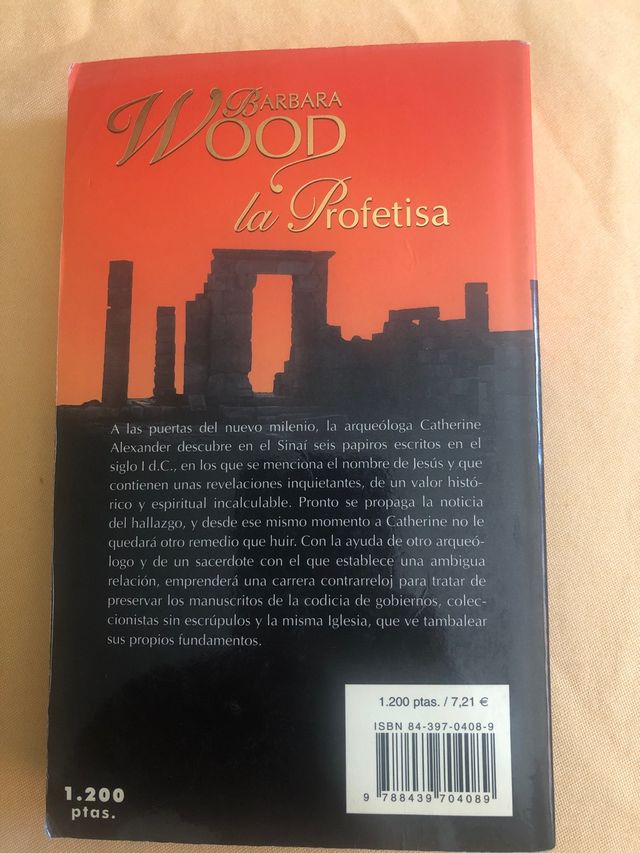 BARBARA
WOOD
la Profetisa
A las puertas del nuevo milenio, la arqueóloga Catherine
Alexander descubre en el Sinaí seis papiros escritos en el
siglo I d.C., en los que se menciona el nombre de Jesús y que
contienen unas revelaciones inquietantes, de un valor histó-
rico y espiritual incalculable. Pronto se propaga la noticia
del hallazgo, y desde ese mismo momento a Catherine no le
quedará otro remedio que huir. Con la ayuda de otro arqueó-
logo y de un sacerdote con el que establece una ambigua
relación, emprenderá una carrera contrarreloj para tratar de
preservar los manuscritos de la codicia de gobiernos, colec-
cionistas sin escrúpulos y la misma Iglesia, que ve tambalear
sus propios fundamentos.
1.200 ptas. / 7,21 €
ISBN 84-397-0408-9
9 788439 704089
1.200
ptas.